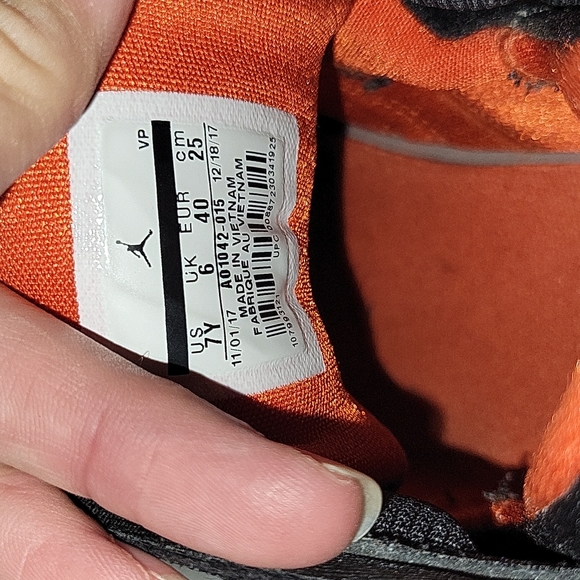 VP
US UK EUR cm
7Y 6 40 25
11/01/17 AO1042-015 12/18/17
MADE IN VIETNAM
FABRIQUE AU VIETNAM
UPC